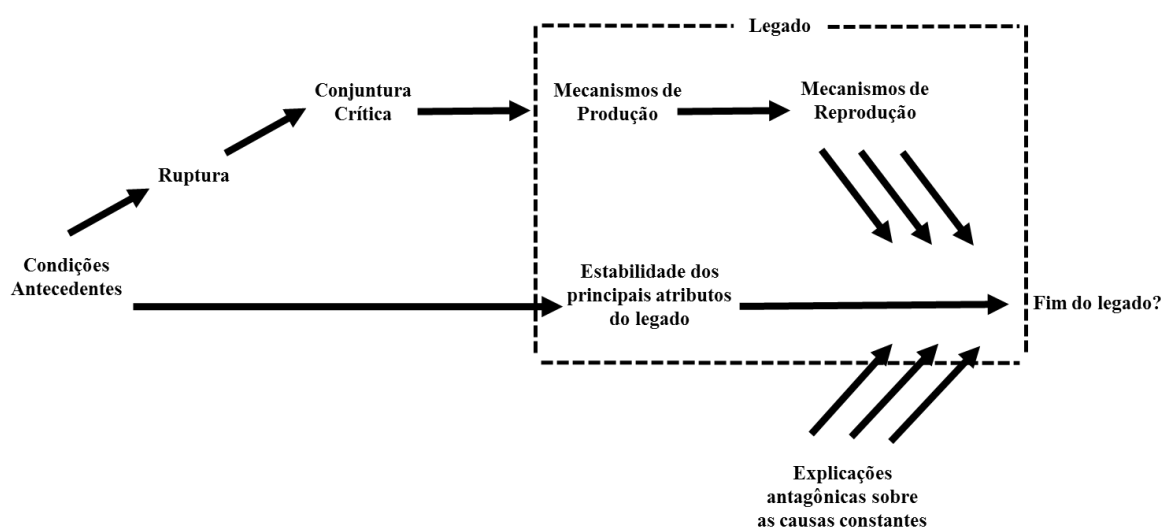 Legado
Conjuntura
Crítica
Mecanismos de
Produção
Mecanismos de
Reprodução
Ruptura
Condições
Antecedentes
Estabilidade dos
principais atributos
do legado
Fim do legado?
Explicações
antagônicas sobre
as causas constantes